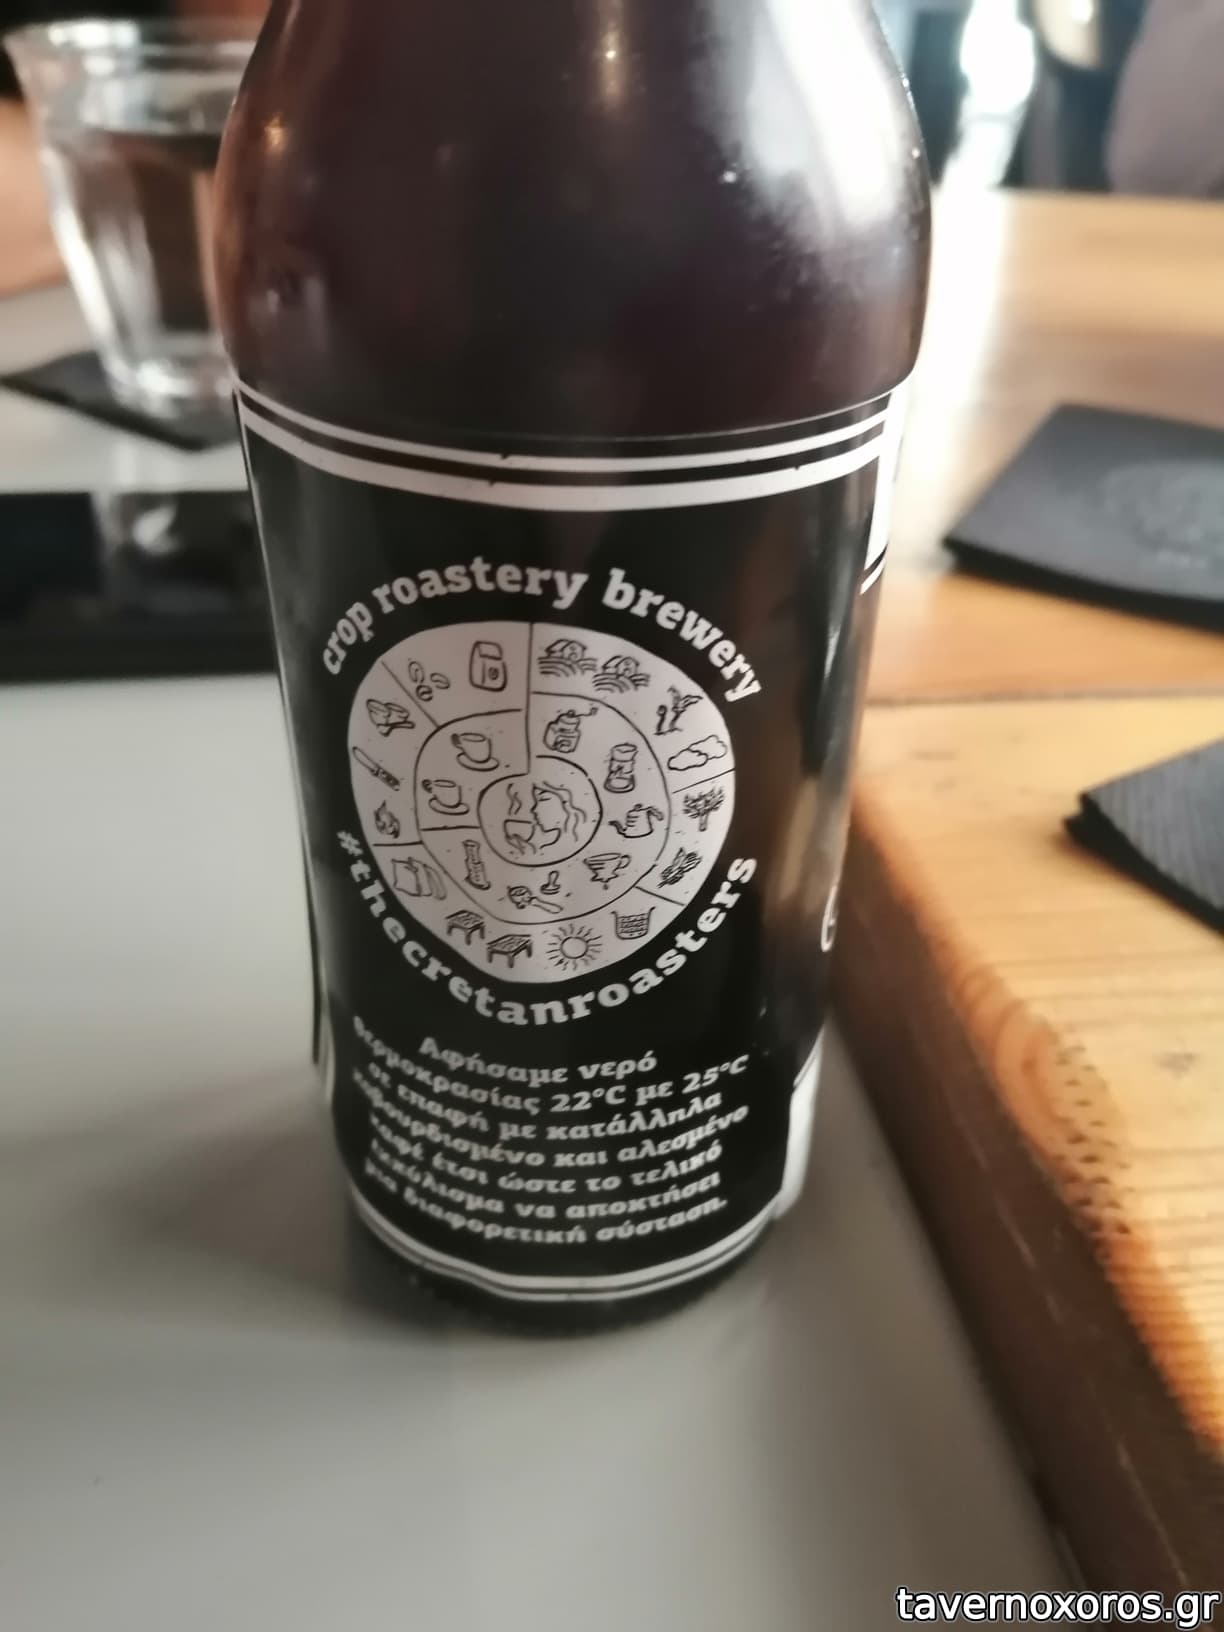 crop roastery brewery
#thecretanroasters
Αφήσαμε νερό
θερμοκρασίας 22°C με 25°C
σε επαφή με κατάλληλα
καβουρδισμένο και αλεσμένο
καφέ έτσι ώστε το τελικό
εκχύλισμα να αποκτήσει
μια διαφορετική σύσταση.
tavernoxoros.gr